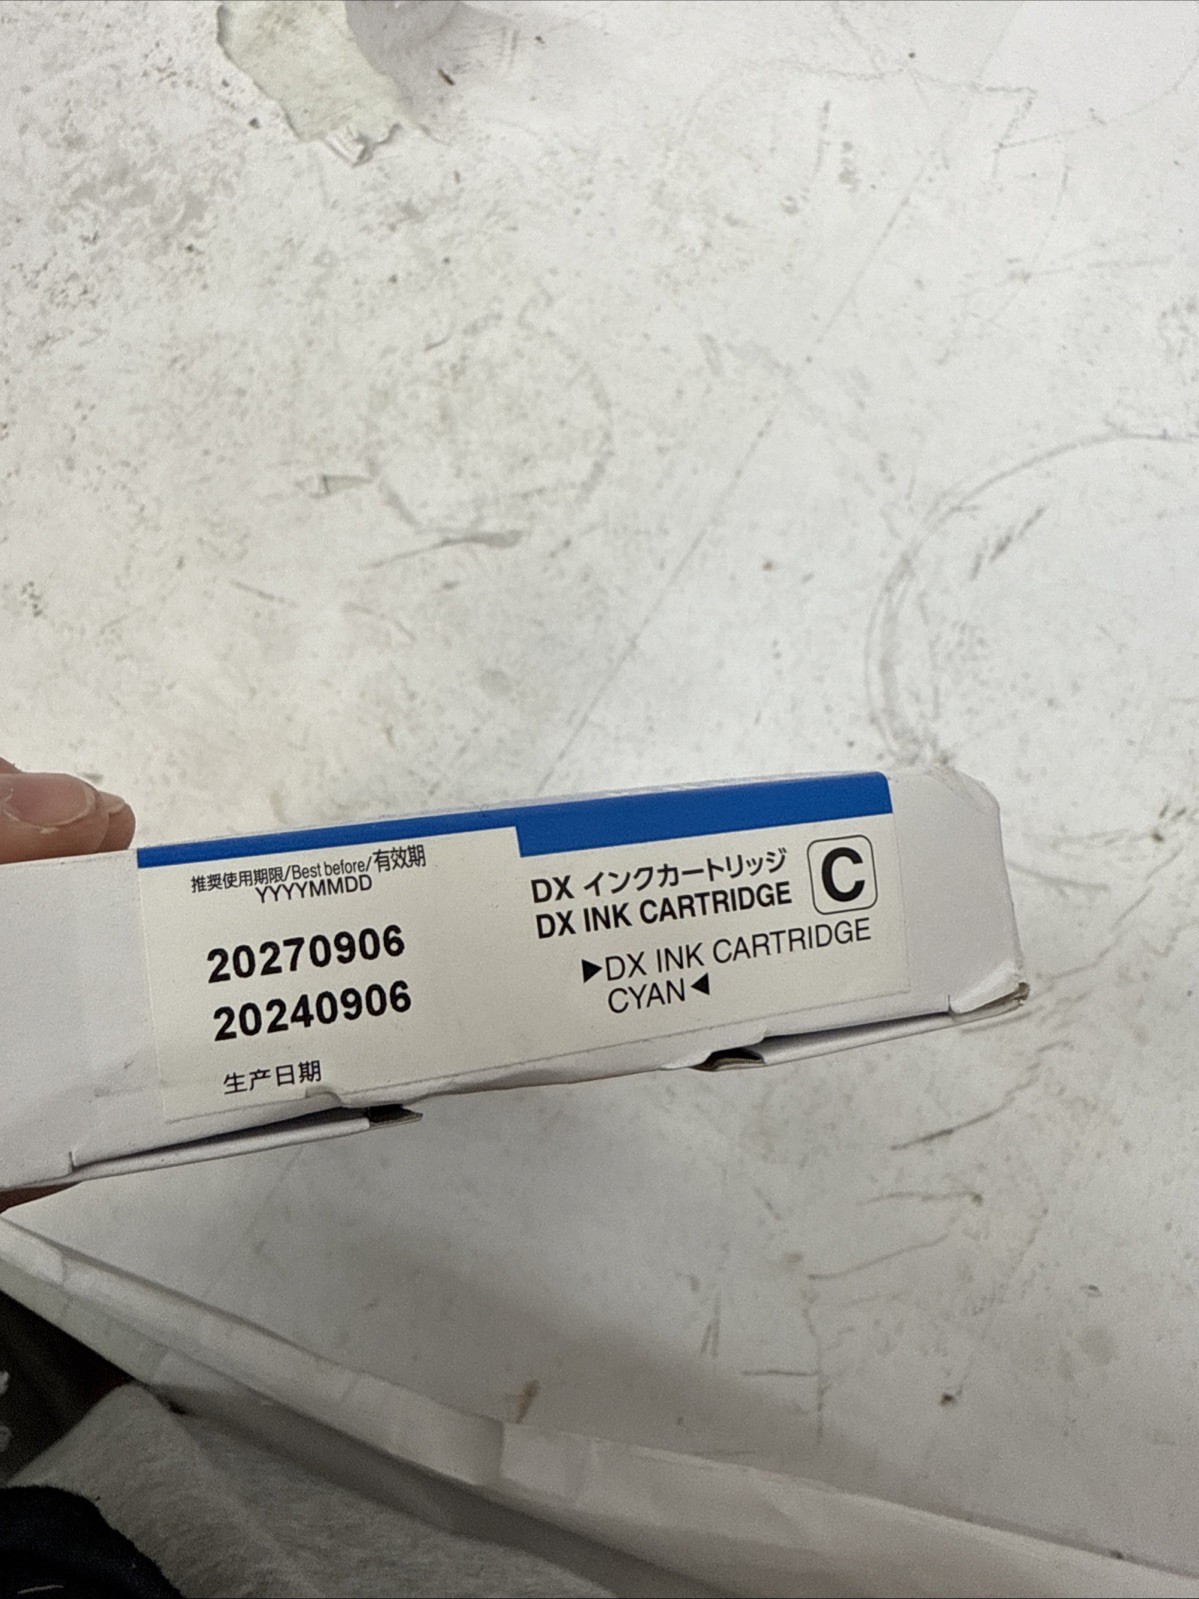 推奨使用期限/Best before/有效期
YYYYMMDD
20270906
20240906
生产日期
DX インクカートリッジ
DX INK CARTRIDGE
C
▶DX INK CARTRIDGE
CYAN◀